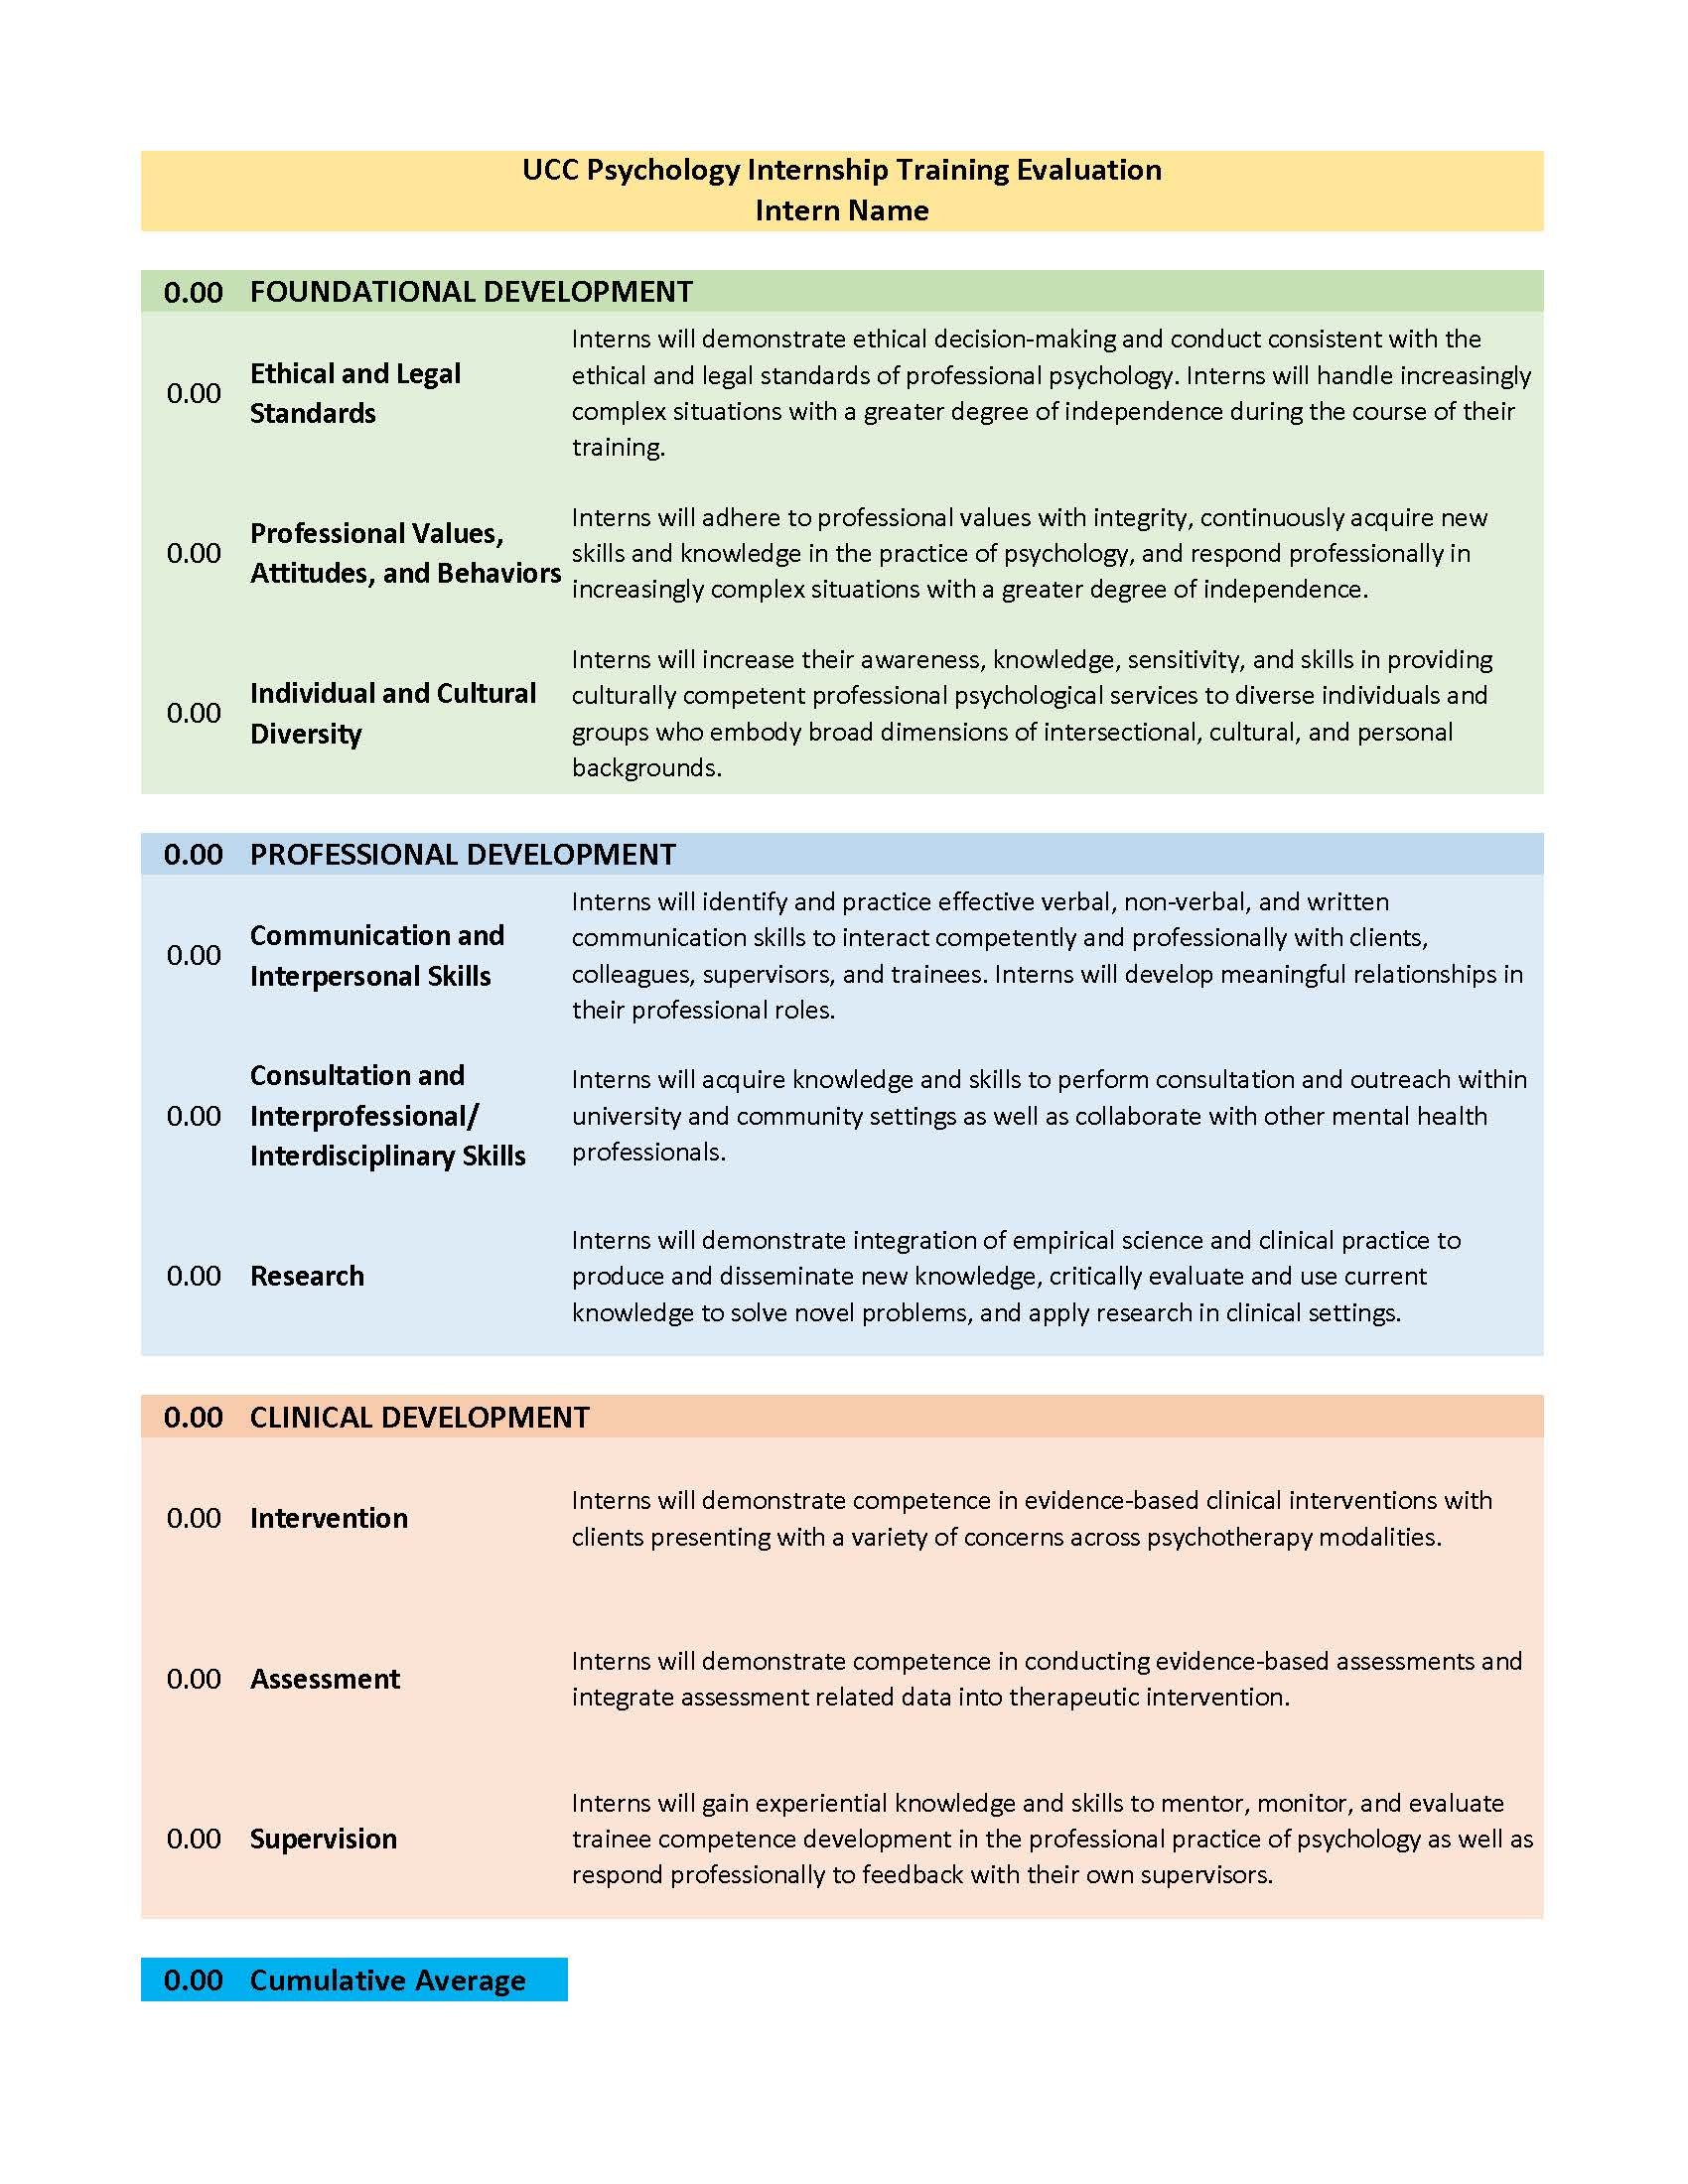 UCC Psychology Internship Training Evaluation
Intern Name
0.00 FOUNDATIONAL DEVELOPMENT
0.00
Ethical and Legal
Standards
Interns will demonstrate ethical decision-making and conduct consistent with the
ethical and legal standards of professional psychology. Interns will handle increasingly
complex situations with a greater degree of independence during the course of their
training.
0.00
Professional Values,
Attitudes, and Behaviors
Interns will adhere to professional values with integrity, continuously acquire new
skills and knowledge in the practice of psychology, and respond professionally in
increasingly complex situations with a greater degree of independence.
0.00
Individual and Cultural
Diversity
Interns will increase their awareness, knowledge, sensitivity, and skills in providing
culturally competent professional psychological services to diverse individuals and
groups who embody broad dimensions of intersectional, cultural, and personal
backgrounds.
0.00 PROFESSIONAL DEVELOPMENT
0.00
Communication and
Interpersonal Skills
Interns will identify and practice effective verbal, non-verbal, and written
communication skills to interact competently and professionally with clients,
colleagues, supervisors, and trainees. Interns will develop meaningful relationships in
their professional roles.
0.00
Consultation and
Interprofessional/
Interdisciplinary Skills
Interns will acquire knowledge and skills to perform consultation and outreach within
university and community settings as well as collaborate with other mental health
professionals.
0.00 Research
Interns will demonstrate integration of empirical science and clinical practice to
produce and disseminate new knowledge, critically evaluate and use current
knowledge to solve novel problems, and apply research in clinical settings.
0.00 CLINICAL DEVELOPMENT
0.00 Intervention
Interns will demonstrate competence in evidence-based clinical interventions with
clients presenting with a variety of concerns across psychotherapy modalities.
0.00 Assessment
Interns will demonstrate competence in conducting evidence-based assessments and
integrate assessment related data into therapeutic intervention.
0.00 Supervision
Interns will gain experiential knowledge and skills to mentor, monitor, and evaluate
trainee competence development in the professional practice of psychology as well as
respond professionally to feedback with their own supervisors.
0.00 Cumulative Average